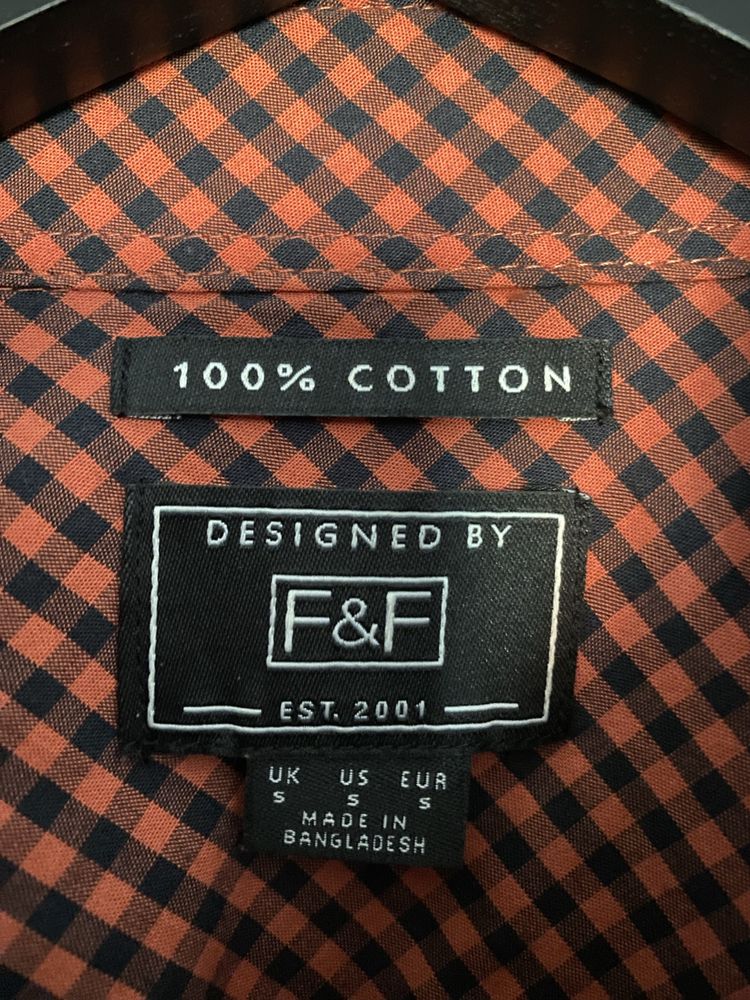 100% COTTON
DESIGNED BY
F&F
EST. 2001
UK US EUR
S S S
MADE IN
BANGLADESH